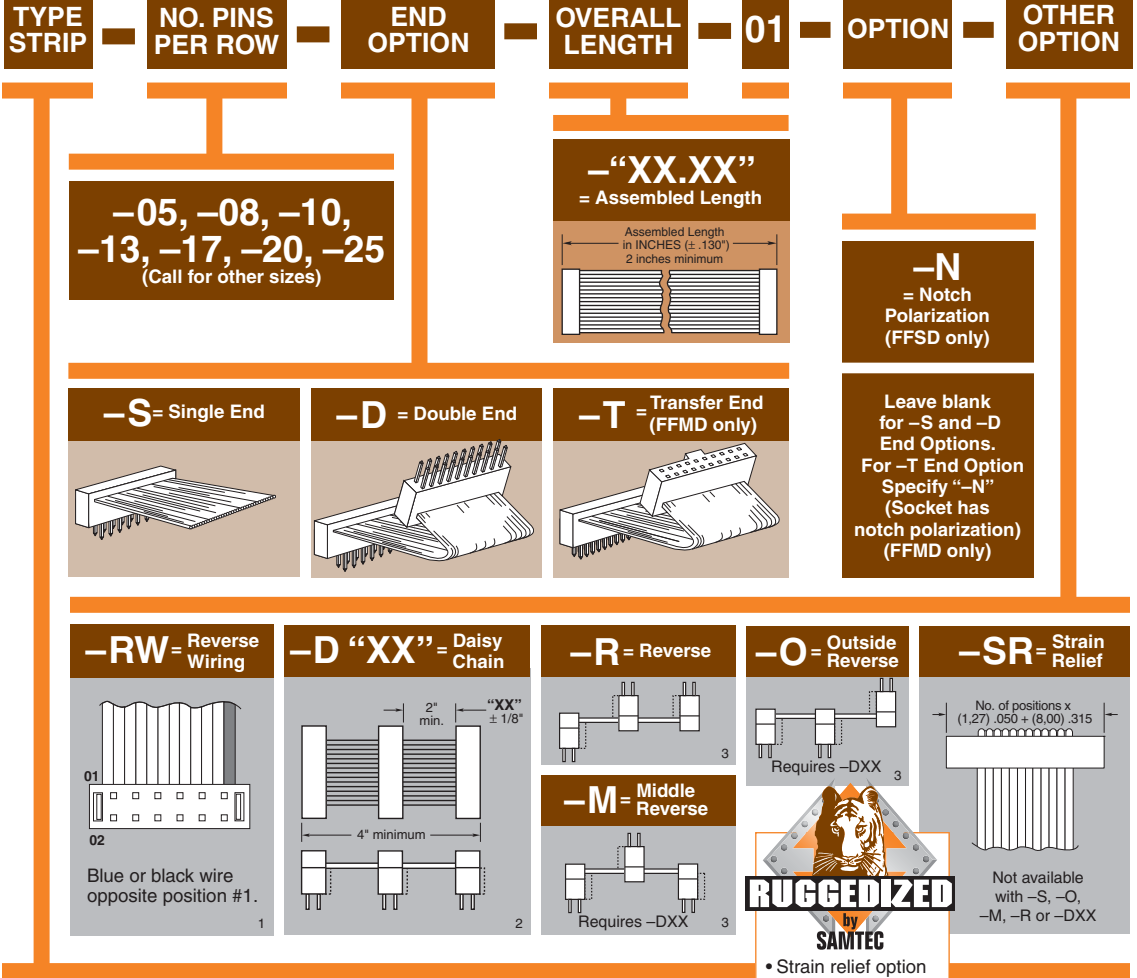 TYPE
STRIP
NO. PINS
PER ROW
END
OPTION
OVERALL
LENGTH
01
OPTION
OTHER
OPTION
–05, –08, –10,
–13, –17, –20, –25
(Call for other sizes)
–“XX.XX”
= Assembled Length
Assembled Length
in INCHES (± .130")
2 inches minimum
–N
= Notch
Polarization
(FFSD only)
Leave blank
for –S and –D
End Options.
For –T End Option
Specify “–N”
(Socket has
notch polarization)
(FFMD only)
–S= Single End
–D = Double End
–T = Transfer End
(FFMD only)
–RW= Reverse
Wiring
01
02
Blue or black wire
opposite position #1.
1
–D “XX”= Daisy
Chain
2"
min.
“XX”
± 1/8"
4" minimum
2
–R= Reverse
3
–M= Middle
Reverse
Requires –DXX
3
–O= Outside
Reverse
Requires –DXX
3
–SR= Strain
Relief
No. of positions x
(1,27) .050 + (8,00) .315
Not available
with –S, –O,
–M, –R or –DXX
RUGGEDIZED
by
SAMTEC
• Strain relief option